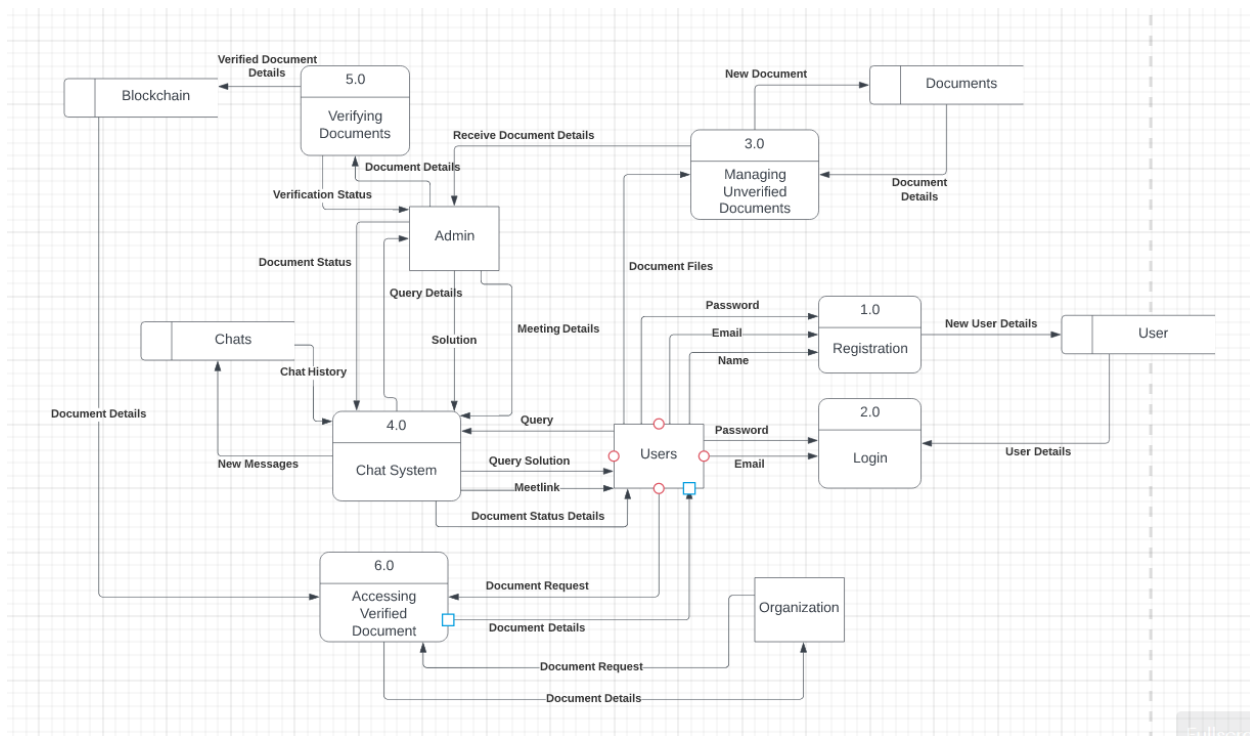 Verified Document
Details
5.0
Verifying
Documents
Blockchain
New Document
Documents
Receive Document Details
3.0
Managing
Unverified
Documents
Document Details
Verification Status
Document
Details
Admin
Document Status
Query Details
Document Files
Meeting Details
Solution
Password
Email
Name
1.0
Registration
New User Details
User
Chats
Chat History
Document Details
4.0
Chat System
New Messages
Query
Query Solution
Meetlink
Document Status Details
Users
Password
Email
2.0
Login
User Details
6.0
Accessing
Verified
Document
Document Request
Document Details
Organization
Document Request
Document Details